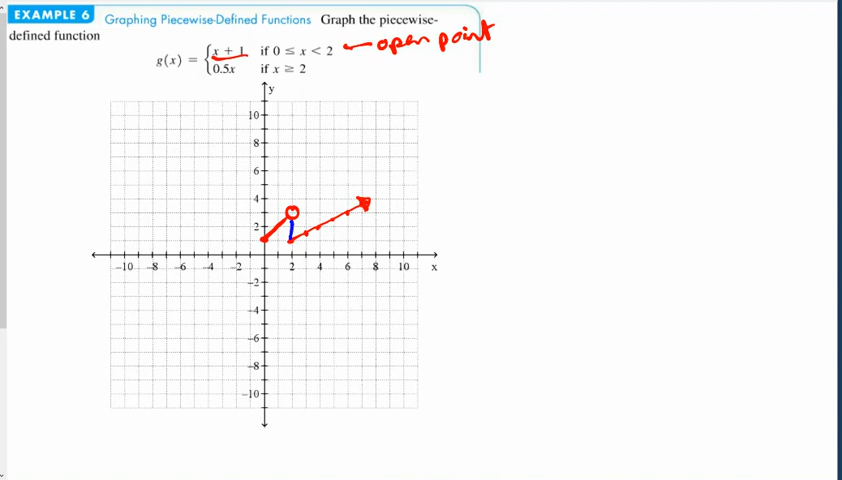 EXAMPLE 6 Graphing Piecewise-Defined Functions Graph the piecewise-
defined function
g(x) = { x + 1 if 0 ≤ x < 2 ← open point
0.5x if x ≥ 2
y
10
8
6
4
2
-10 -8 -6 -4 -2 2 4 6 8 10 x
-2
-4
-6
-8
-10